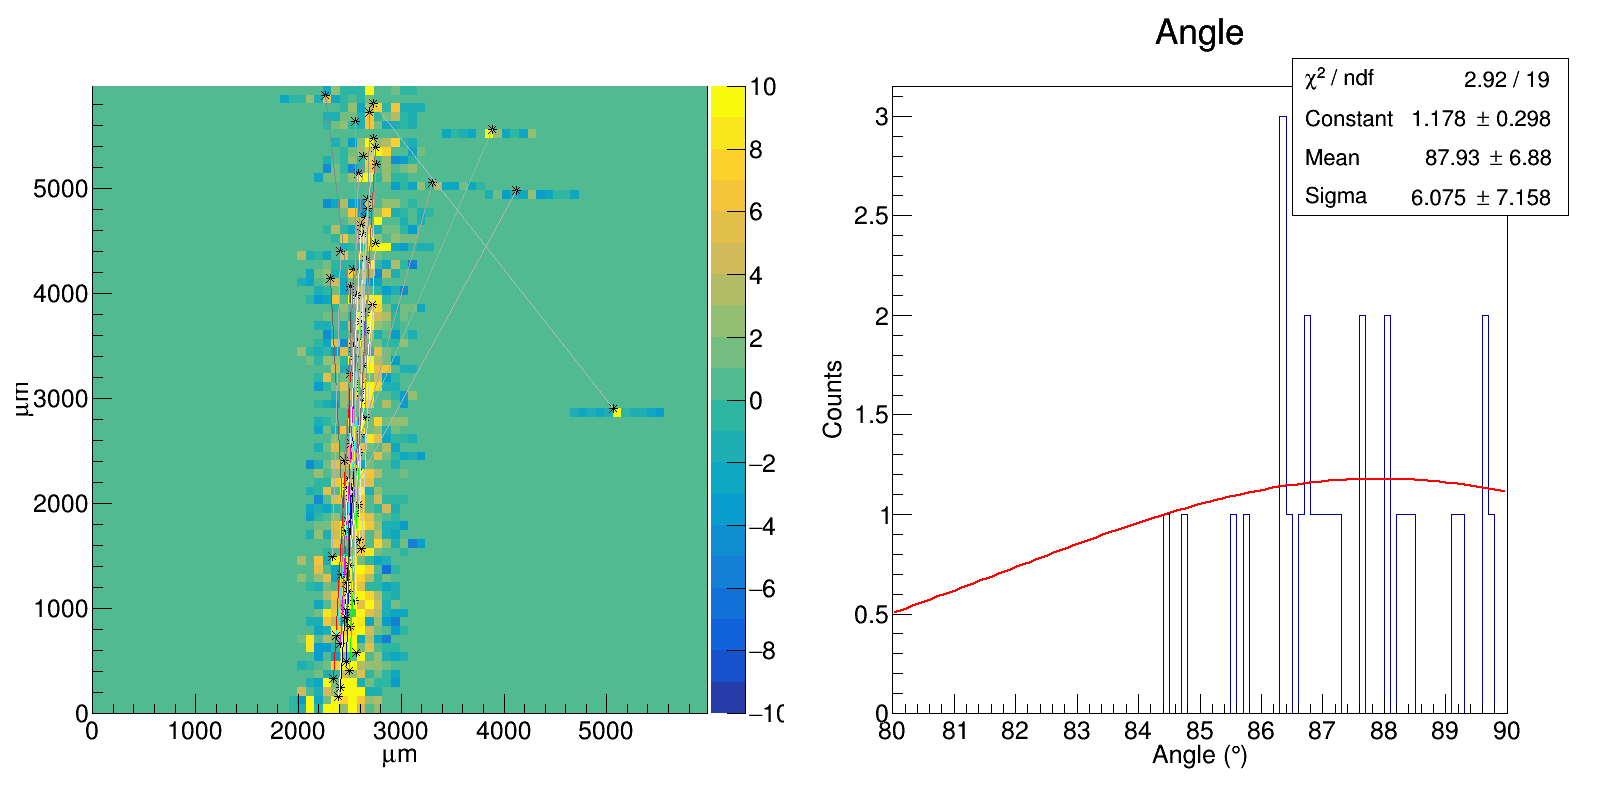 Angle
χ² / ndf 2.92 / 19
Constant 1.178 ± 0.298
Mean 87.93 ± 6.88
Sigma 6.075 ± 7.158
μm
5000
4000
3000
2000
1000
0
0 1000 2000 3000 4000 5000
μm
10
8
6
4
2
0
−2
−4
−6
−8
−10
Counts
3
2.5
2
1.5
1
0.5
0
80 81 82 83 84 85 86 87 88 89 90
Angle (°)